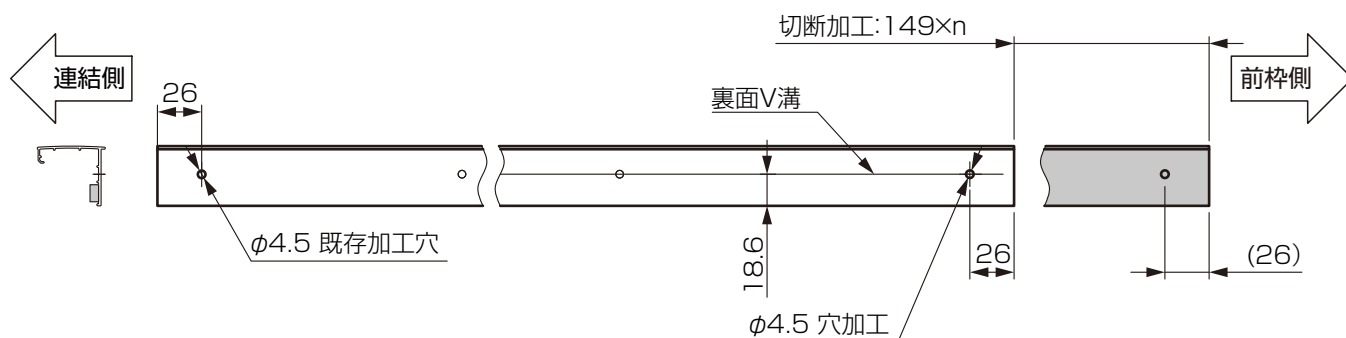 切断加工:149×n
連結側
前枠側
26
裏面V溝
φ4.5 既存加工穴
18.6
26
(26)
φ4.5 穴加工